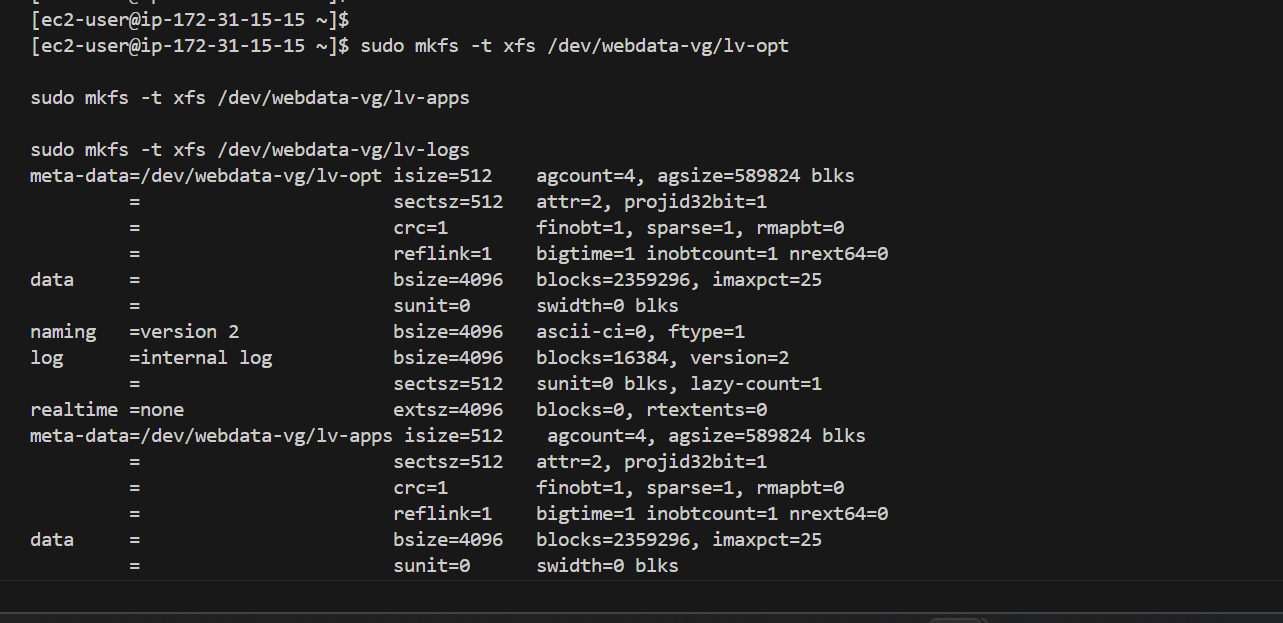 [ec2-user@ip-172-31-15-15 ~]$
[ec2-user@ip-172-31-15-15 ~]$ sudo mkfs -t xfs /dev/webdata-vg/lv-opt
sudo mkfs -t xfs /dev/webdata-vg/lv-apps
sudo mkfs -t xfs /dev/webdata-vg/lv-logs
meta-data=/dev/webdata-vg/lv-opt isize=512    agcount=4, agsize=589824 blks
         =                       sectsz=512   attr=2, projid32bit=1
         =                       crc=1        finobt=1, sparse=1, rmapbt=0
         =                       reflink=1    bigtime=1 inobtcount=1 nrext64=0
data     =                       bsize=4096   blocks=2359296, imaxpct=25
         =                       sunit=0      swidth=0 blks
naming   =version 2              bsize=4096   ascii-ci=0, ftype=1
log      =internal log           bsize=4096   blocks=16384, version=2
         =                       sectsz=512   sunit=0 blks, lazy-count=1
realtime =none                   extsz=4096   blocks=0, rtextents=0
meta-data=/dev/webdata-vg/lv-apps isize=512    agcount=4, agsize=589824 blks
         =                       sectsz=512   attr=2, projid32bit=1
         =                       crc=1        finobt=1, sparse=1, rmapbt=0
         =                       reflink=1    bigtime=1 inobtcount=1 nrext64=0
data     =                       bsize=4096   blocks=2359296, imaxpct=25
         =                       sunit=0      swidth=0 blks